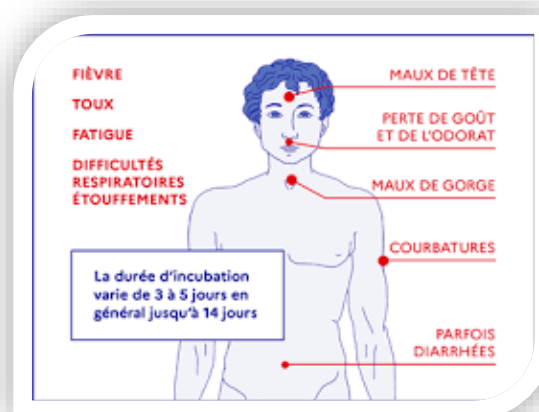 FIÈVRE
TOUX
FATIGUE
DIFFICULTÉS
RESPIRATOIRES
ÉTOUFFEMENTS
La durée d'incubation
varie de 3 à 5 jours en
général jusqu'à 14 jours
MAUX DE TÊTE
PERTE DE GOÛT
ET DE L'ODORAT
MAUX DE GORGE
COURBATURES
PARFOIS
DIARRHÉES